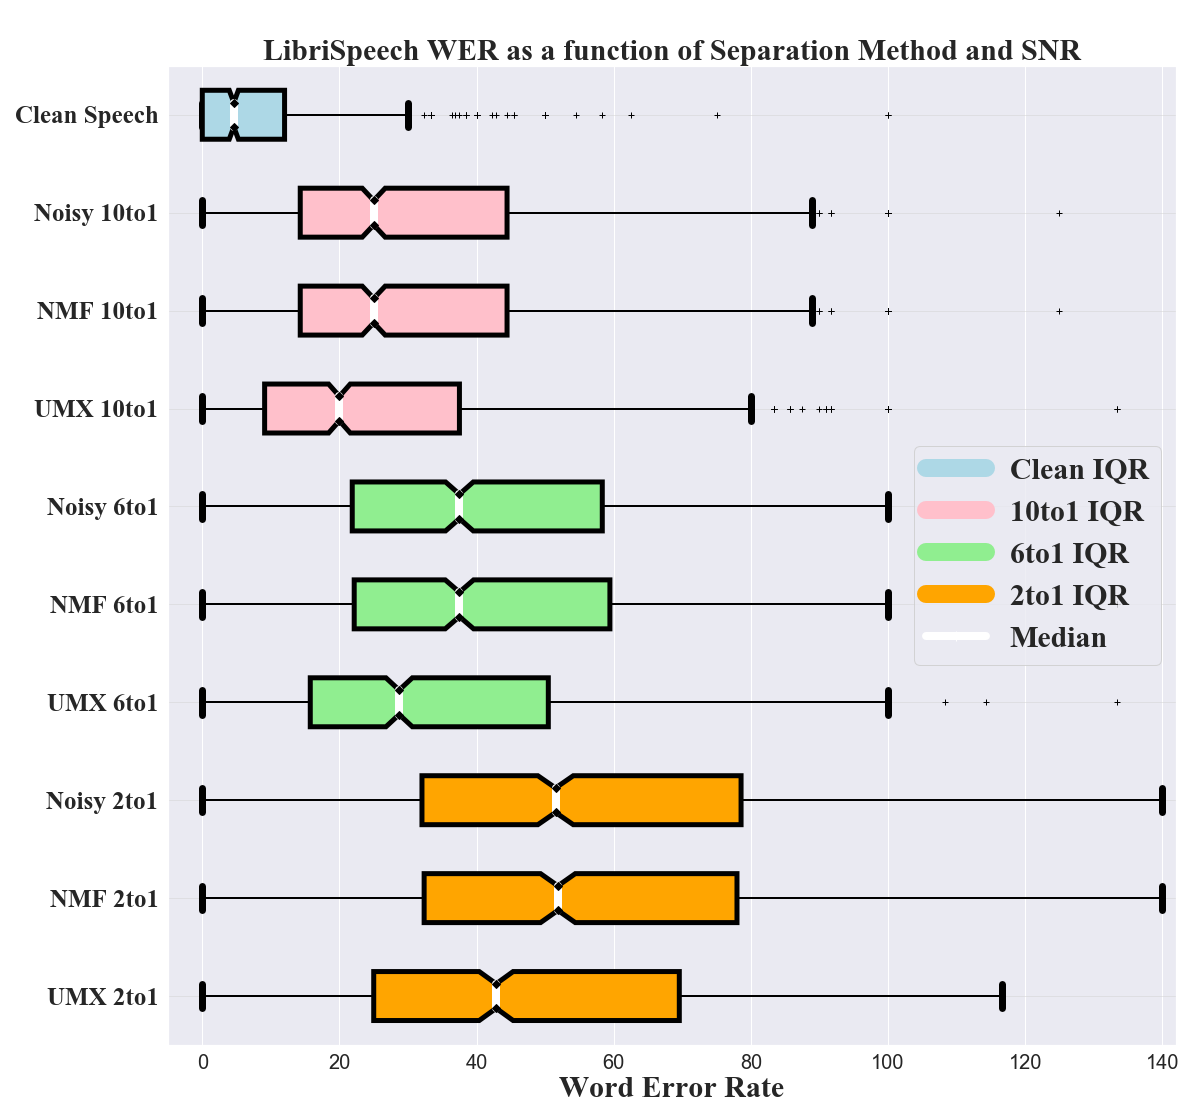 LibriSpeech WER as a function of Separation Method and SNR
Clean Speech
Noisy 10to1
NMF 10to1
UMX 10to1
Noisy 6to1
NMF 6to1
UMX 6to1
Noisy 2to1
NMF 2to1
UMX 2to1
Clean IQR
10to1 IQR
6to1 IQR
2to1 IQR
Median
0 20 40 60 80 100 120 140
Word Error Rate